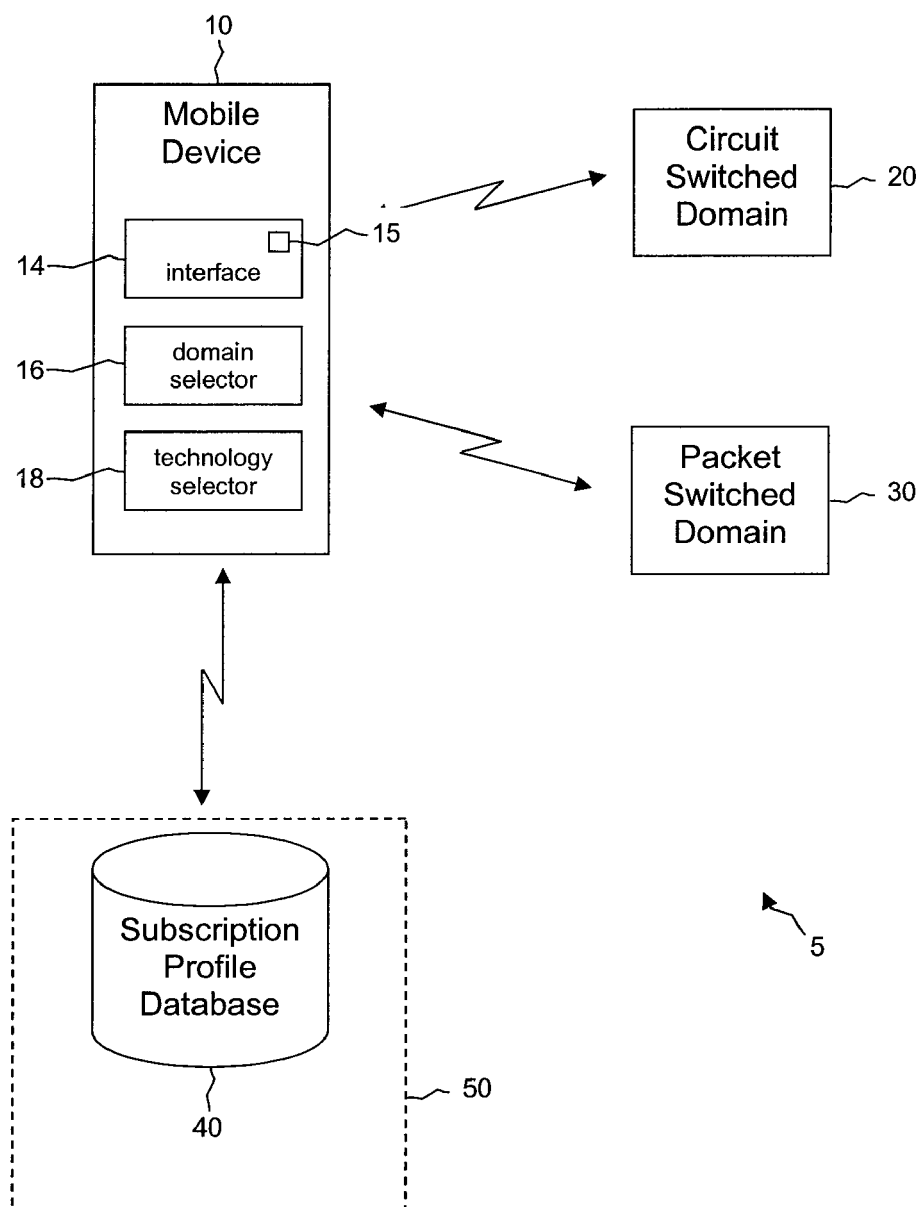 10
Mobile
Device
14
interface
15
16
domain
selector
18
technology
selector
Circuit
Switched
Domain
20
Packet
Switched
Domain
30
Subscription
Profile
Database
40
50
5